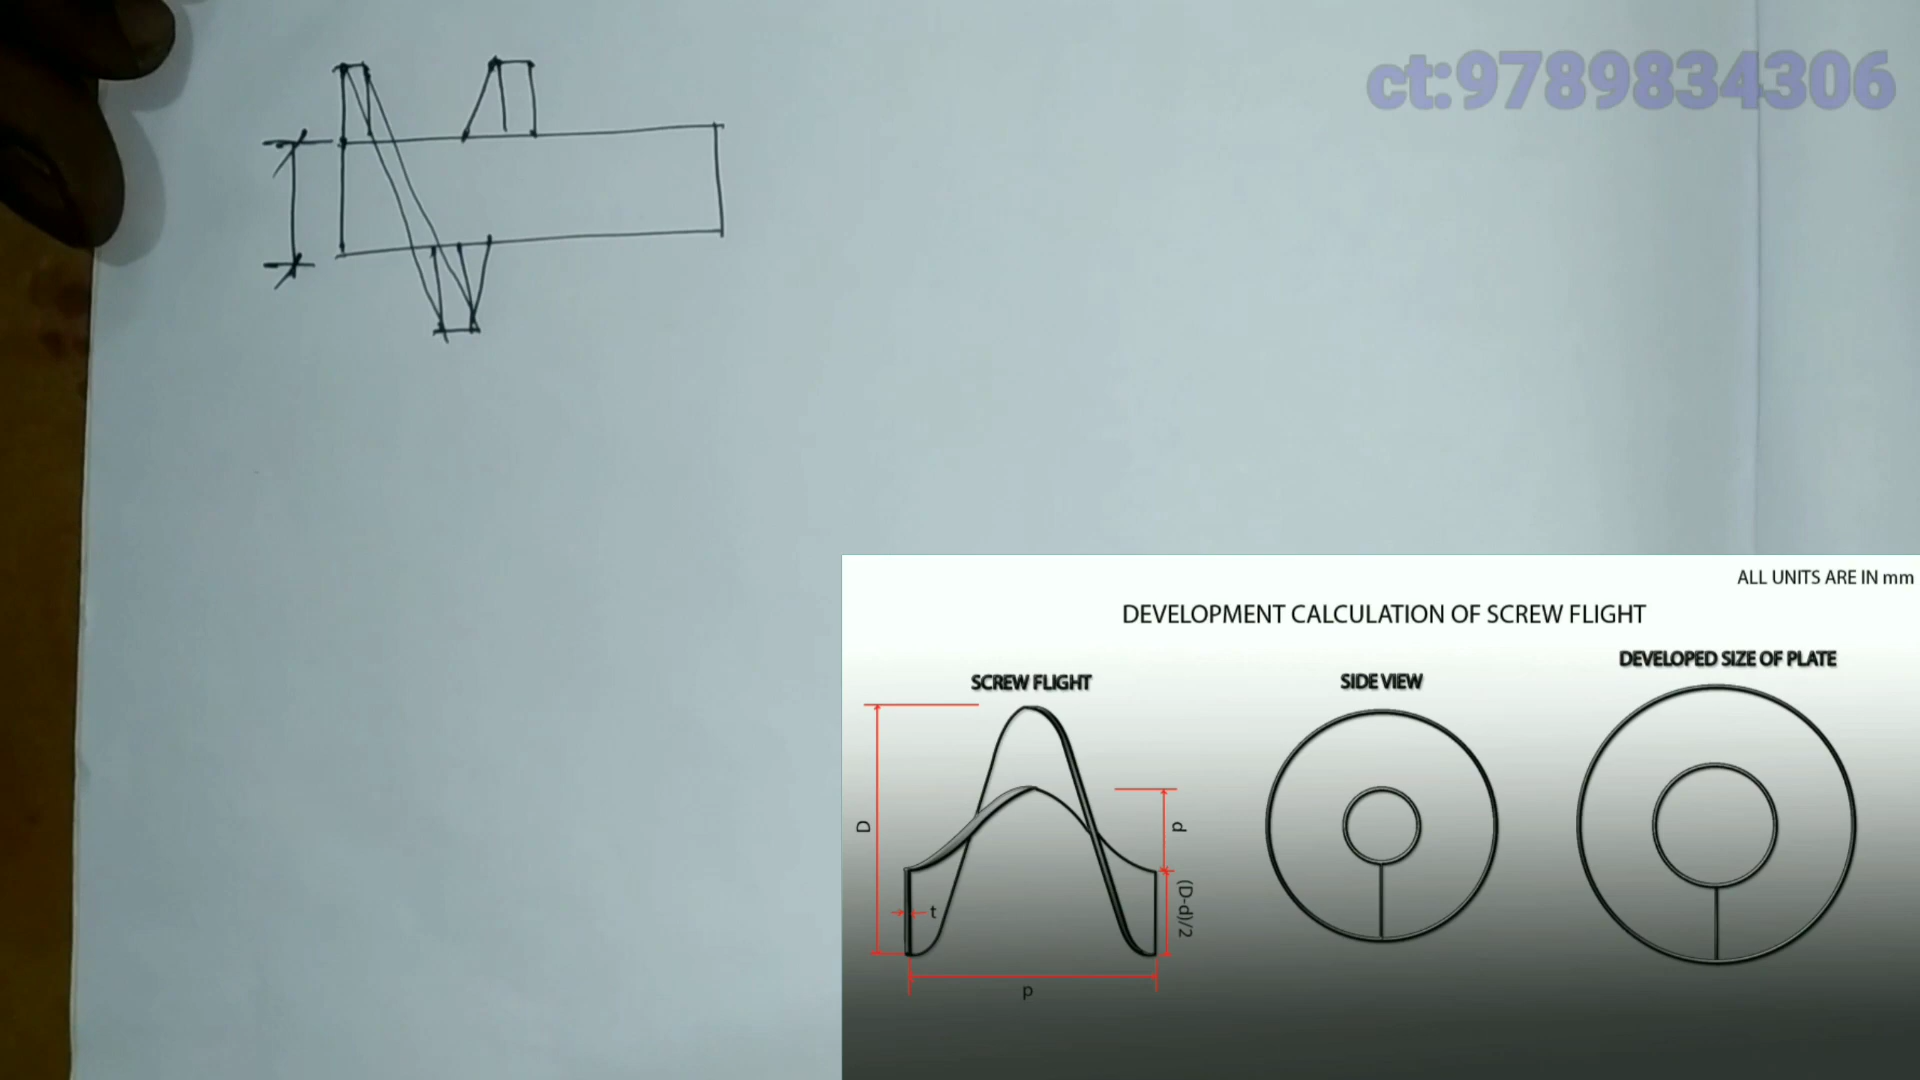 ct:9789834306
ALL UNITS ARE IN mm
DEVELOPMENT CALCULATION OF SCREW FLIGHT
SCREW FLIGHT
SIDE VIEW
DEVELOPED SIZE OF PLATE
D
d
t
(D-d)/2
p